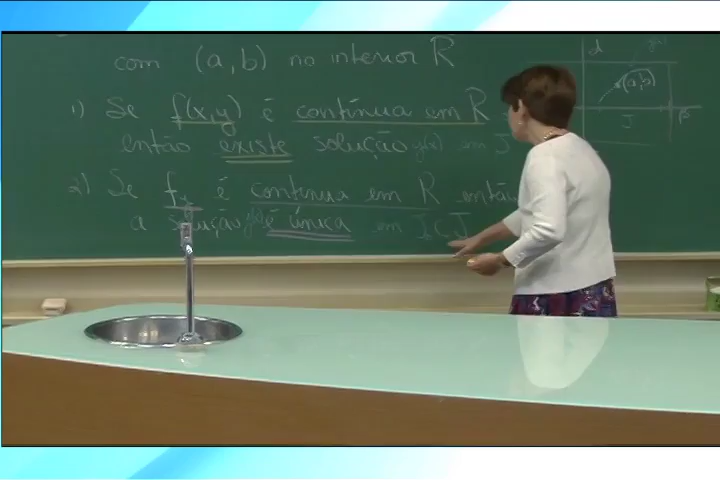 com (a,b) no interior R
1) Se f(x,y) é contínua em R
então existe solução y(x) em J
2) Se fy é contínua em R então
a solução y(x) é única em I⊂J
d
(a,b)
J
β